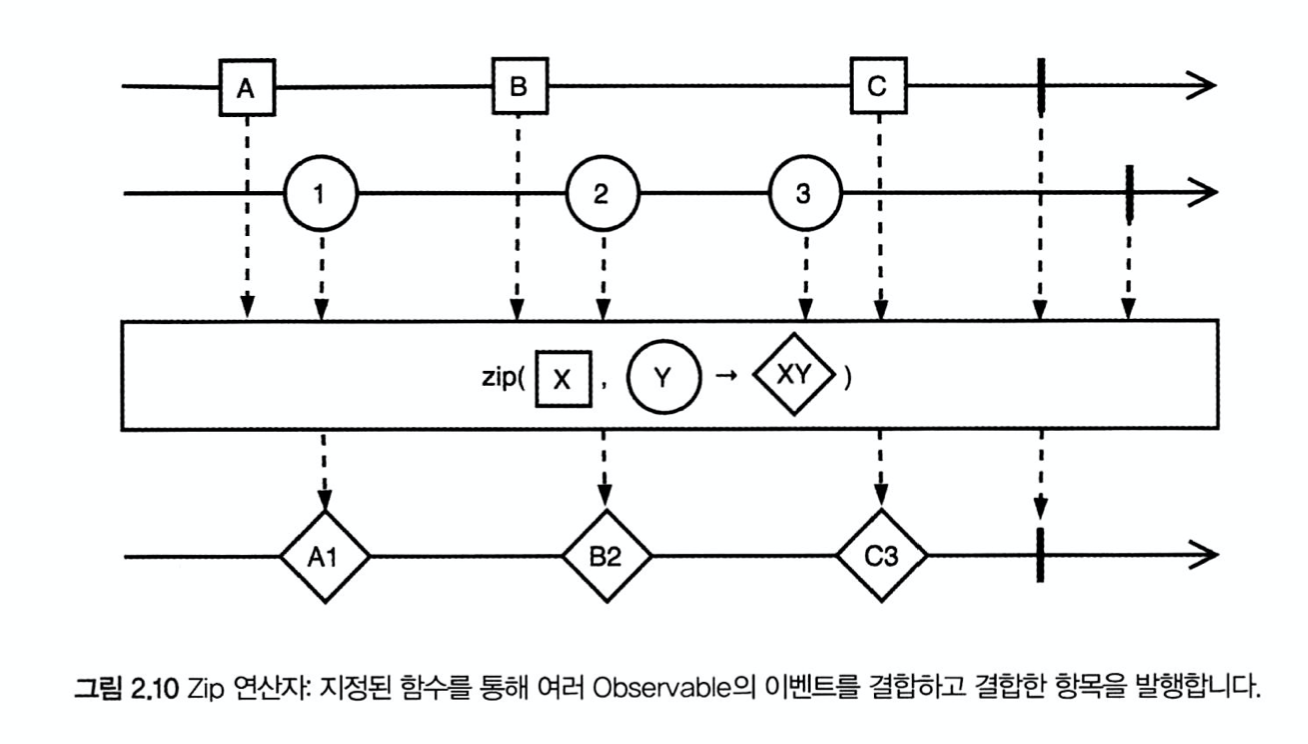 A B C
1 2 3
zip( X , Y → XY )
A1 B2 C3
그림 2.10 Zip 연산자: 지정된 함수를 통해 여러 Observable의 이벤트를 결합하고 결합한 항목을 발행합니다.